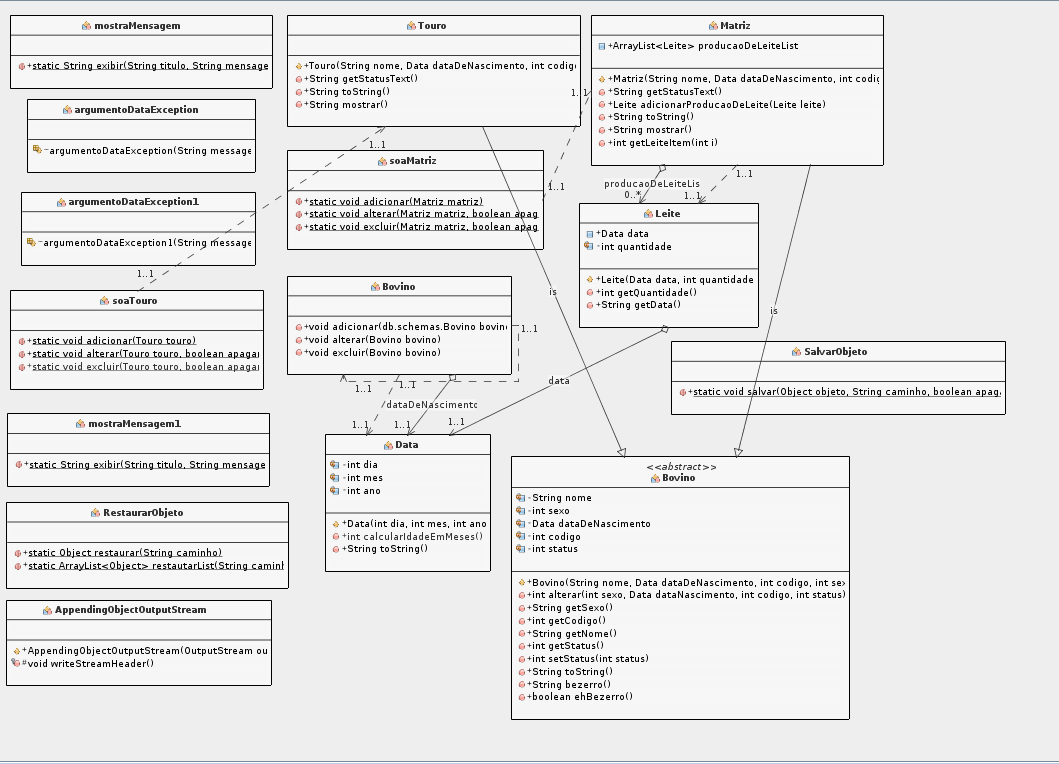 mostraMensagem
+static String exibir(String titulo, String mensage
argumentoDataException
~argumentoDataException(String message
argumentoDataException1
~argumentoDataException1(String message
1..1
soaTouro
+static void adicionar(Touro touro)
+static void alterar(Touro touro, boolean apagar
+static void excluir(Touro touro, boolean apagar
mostraMensagem1
+static String exibir(String titulo, String mensage
RestaurarObjeto
+static Object restaurar(String caminho)
+static ArrayList<Object> restautarList(String caminh
AppendingObjectOutputStream
+AppendingObjectOutputStream(OutputStream ou
#void writeStreamHeader()
Touro
+Touro(String nome, Data dataDeNascimento, int codigo
+String getStatusText()
+String toString()
+String mostrar()
1..1
1..1
soaMatriz
+static void adicionar(Matriz matriz)
+static void alterar(Matriz matriz, boolean apag
+static void excluir(Matriz matriz, boolean apag
1..1
Bovino
+void adicionar(db.schemas.Bovino bovino
+void alterar(Bovino bovino)
+void excluir(Bovino bovino)
1..1
1..1
1..1
dataDeNascimento
1..1
1..1
1..1
Data
-int dia
-int mes
-int ano
+Data(int dia, int mes, int ano
+int calcularIdadeEmMeses()
+String toString()
Matriz
+ArrayList<Leite> producaoDeLeiteList
+Matriz(String nome, Data dataDeNascimento, int codig
+String getStatusText()
+Leite adicionarProducaoDeLeite(Leite leite)
+String toString()
+String mostrar()
+int getLeiteItem(int i)
1..1
producaoDeLeiteLis
0..*
1..1
Leite
+Data data
-int quantidade
+Leite(Data data, int quantidade
+int getQuantidade()
+String getData()
is
is
data
SalvarObjeto
+static void salvar(Object objeto, String caminho, boolean apag
<<abstract>>
Bovino
-String nome
-int sexo
-Data dataDeNascimento
-int codigo
-int status
+Bovino(String nome, Data dataDeNascimento, int codigo, int sex
+int alterar(int sexo, Data dataNascimento, int codigo, int status)
+String getSexo()
+int getCodigo()
+String getNome()
+int getStatus()
+int setStatus(int status)
+String toString()
+String bezerro()
+boolean ehBezerro()